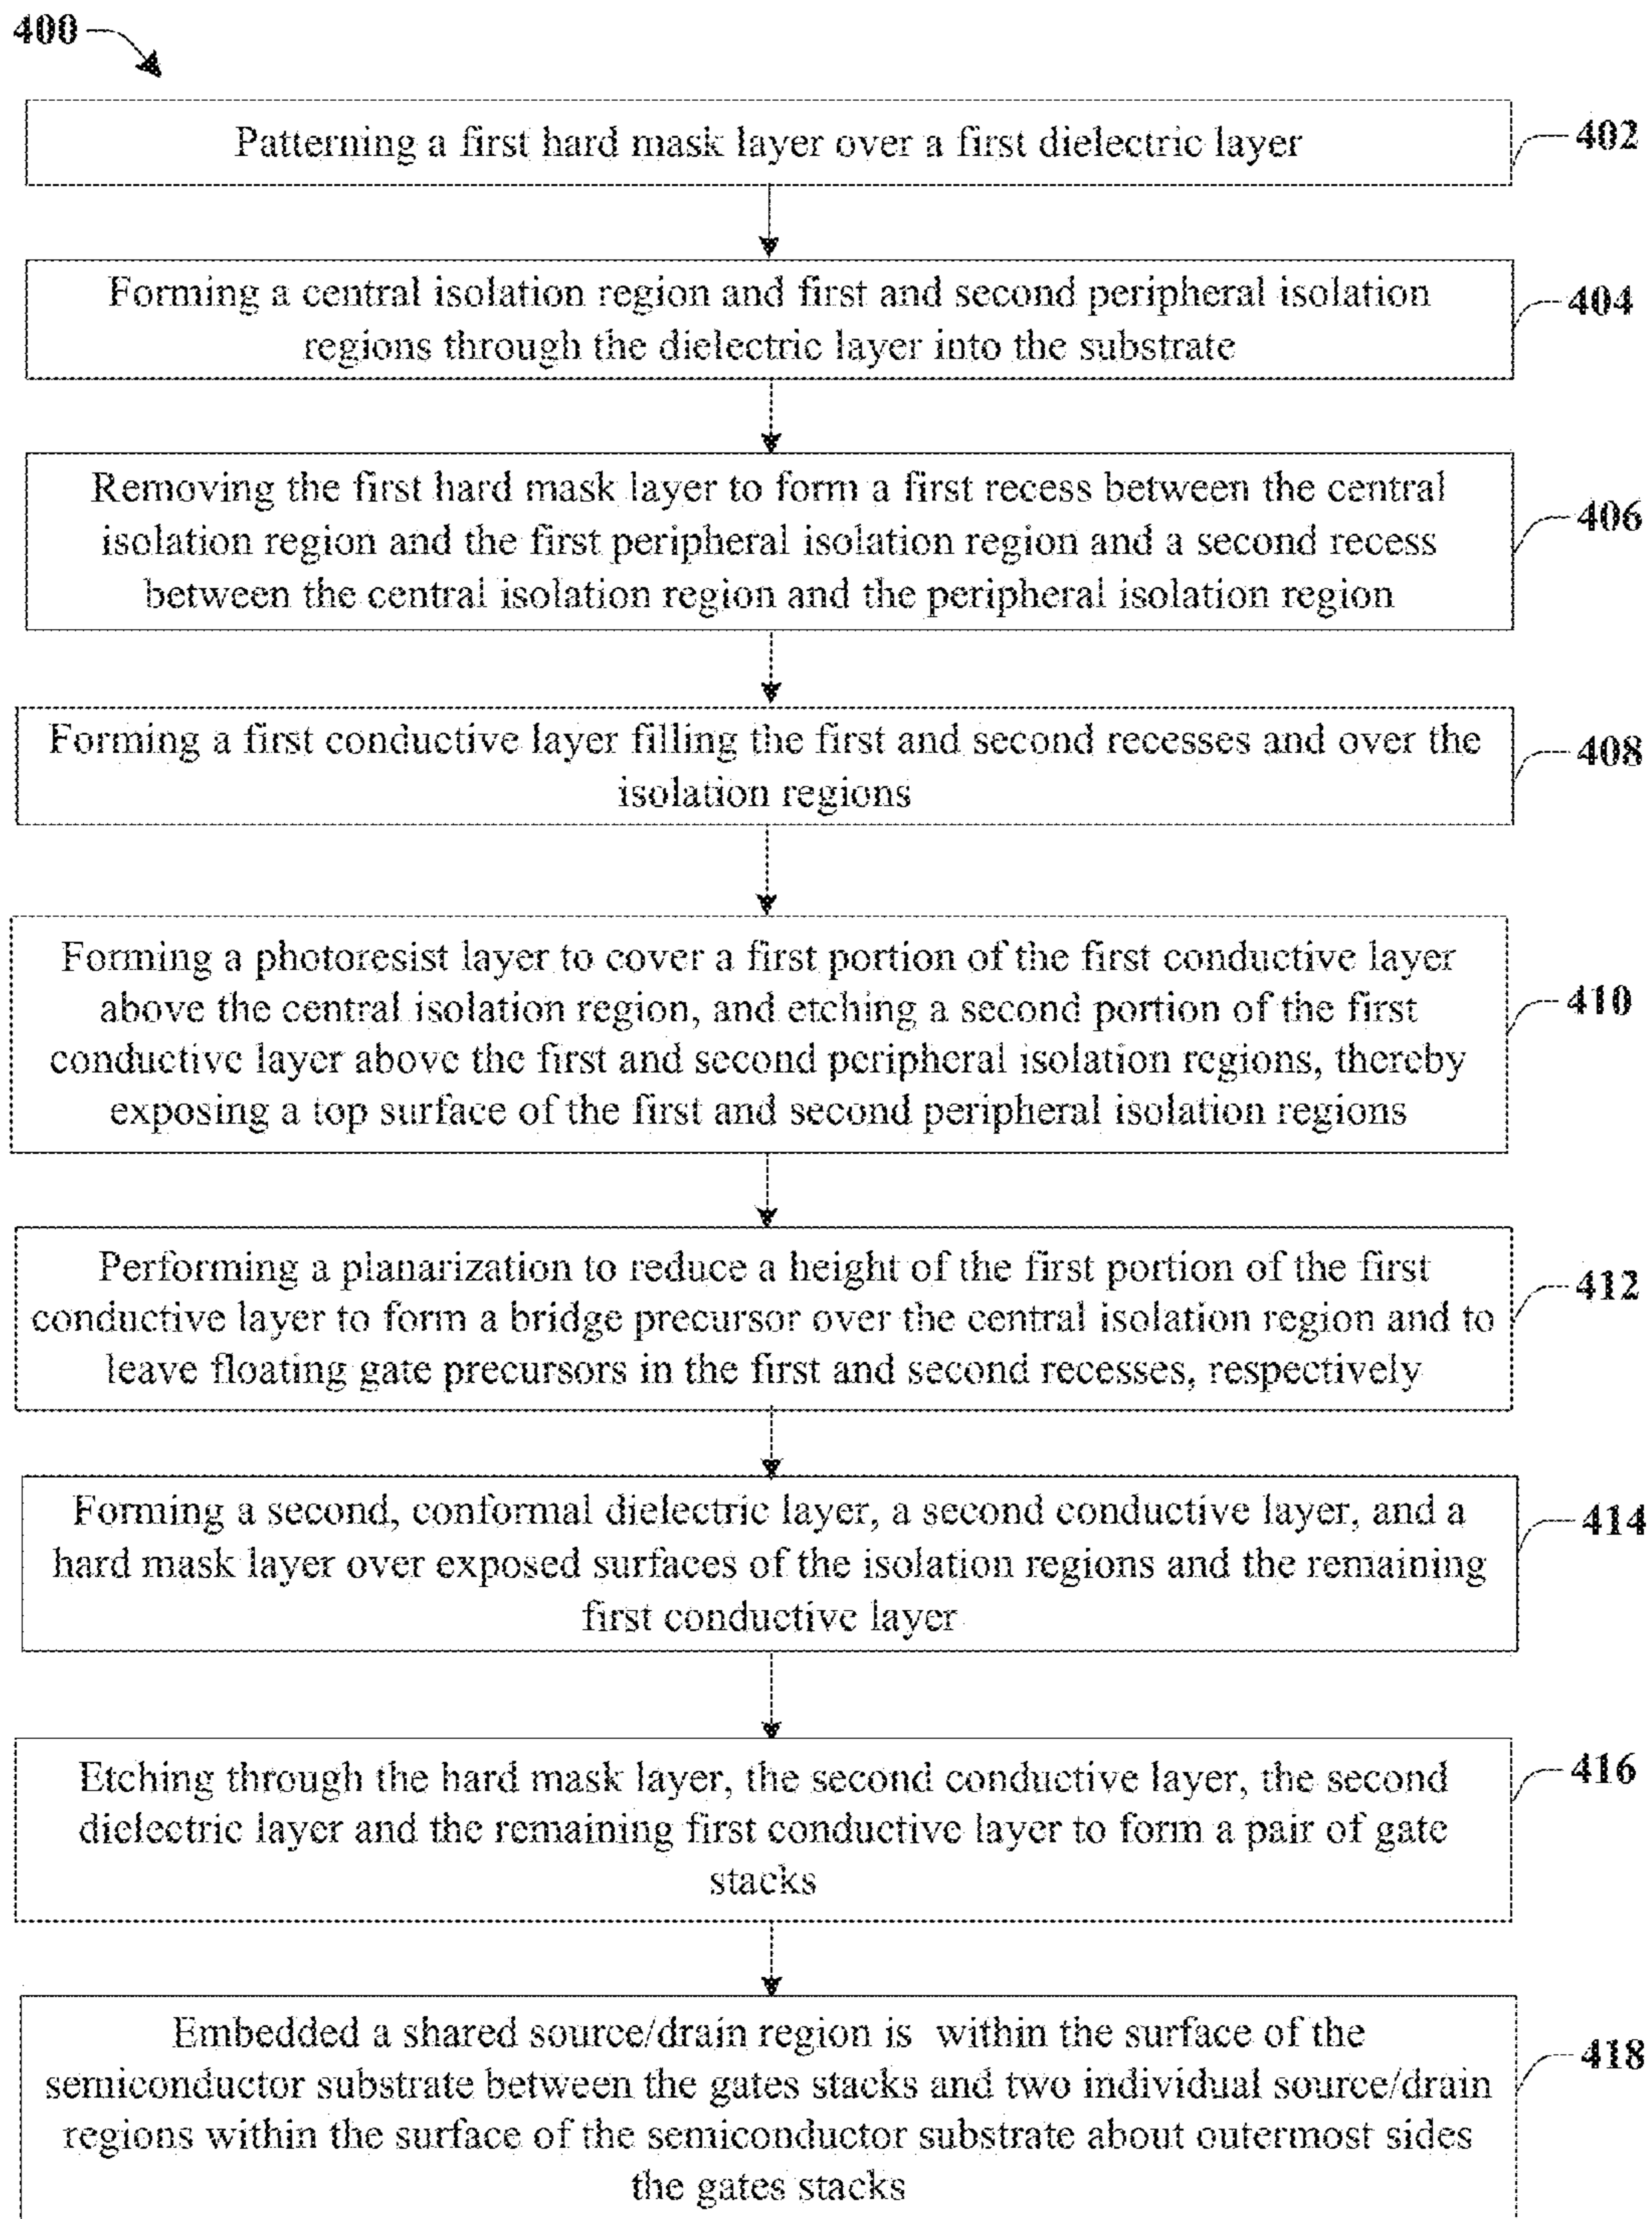 400
Patterning a first hard mask layer over a first dielectric layer
402
Forming a central isolation region and first and second peripheral isolation
regions through the dielectric layer into the substrate
404
Removing the first hard mask layer to form a first recess between the central
isolation region and the first peripheral isolation region and a second recess
between the central isolation region and the peripheral isolation region
406
Forming a first conductive layer filling the first and second recesses and over the
isolation regions
408
Forming a photoresist layer to cover a first portion of the first conductive layer
above the central isolation region, and etching a second portion of the first
conductive layer above the first and second peripheral isolation regions, thereby
exposing a top surface of the first and second peripheral isolation regions
410
Performing a planarization to reduce a height of the first portion of the first
conductive layer to form a bridge precursor over the central isolation region and to
leave floating gate precursors in the first and second recesses, respectively
412
Forming a second, conformal dielectric layer, a second conductive layer, and a
hard mask layer over exposed surfaces of the isolation regions and the remaining
first conductive layer
414
Etching through the hard mask layer, the second conductive layer, the second
dielectric layer and the remaining first conductive layer to form a pair of gate
stacks
416
Embedded a shared source/drain region is within the surface of the
semiconductor substrate between the gates stacks and two individual source/drain
regions within the surface of the semiconductor substrate about outermost sides
the gates stacks
418